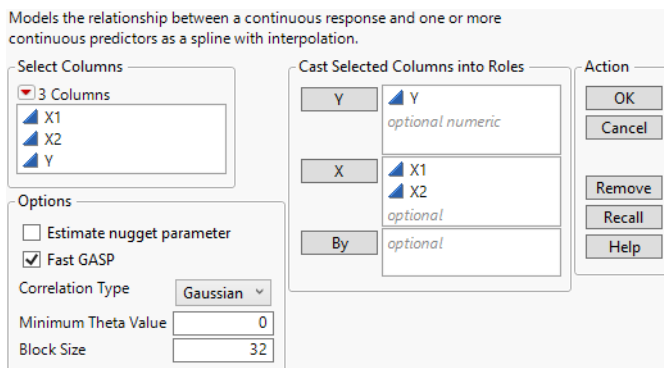 Models the relationship between a continuous response and one or more
continuous predictors as a spline with interpolation.
Select Columns
3 Columns
X1
X2
Y
Options
Estimate nugget parameter
Fast GASP
Correlation Type Gaussian
Minimum Theta Value 0
Block Size 32
Cast Selected Columns into Roles
Y Y
optional numeric
X X1
X2
optional
By optional
Action
OK
Cancel
Remove
Recall
Help